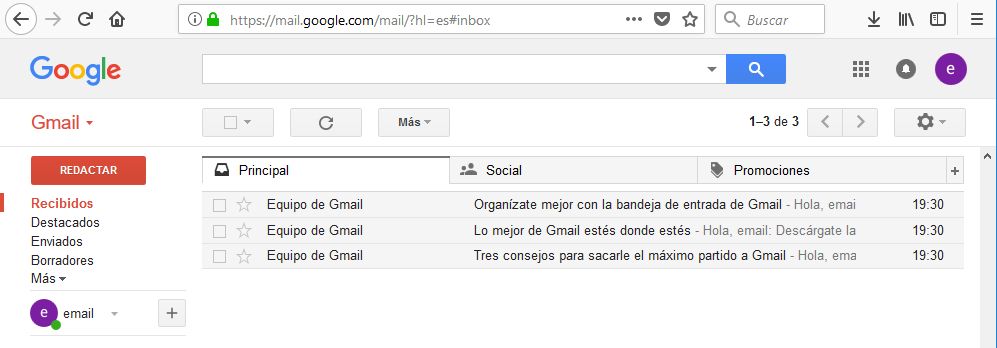 https://mail.google.com/mail/?hl=es#inbox
Buscar
Google
e
Gmail
Más
1–3 de 3
REDACTAR
Principal
Social
Promociones
Recibidos
Destacados
Enviados
Borradores
Más
Equipo de Gmail Organízate mejor con la bandeja de entrada de Gmail - Hola, emai 19:30
Equipo de Gmail Lo mejor de Gmail estés donde estés - Hola, email: Descárgate la 19:30
Equipo de Gmail Tres consejos para sacarle el máximo partido a Gmail - Hola, ema 19:30
e email